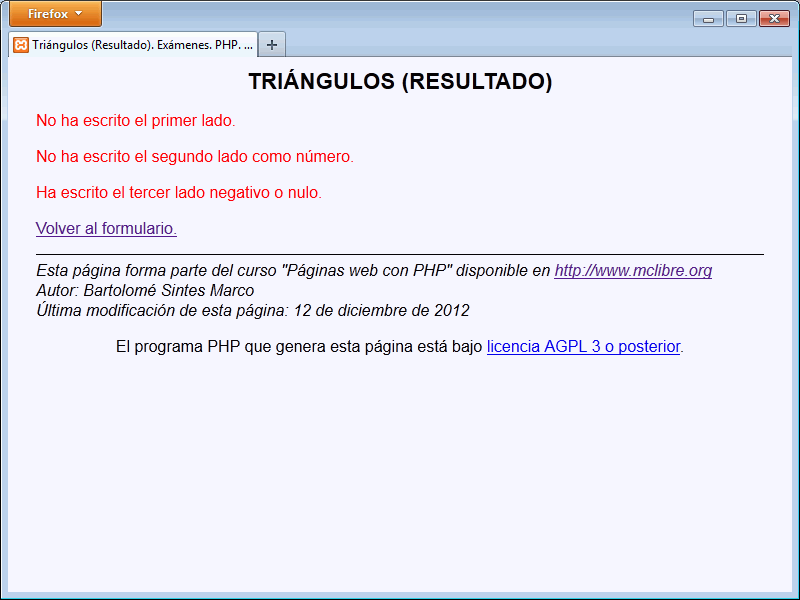 Firefox
Triángulos (Resultado). Exámenes. PHP. ...
TRIÁNGULOS (RESULTADO)
No ha escrito el primer lado.
No ha escrito el segundo lado como número.
Ha escrito el tercer lado negativo o nulo.
Volver al formulario.
Esta página forma parte del curso "Páginas web con PHP" disponible en http://www.mclibre.org
Autor: Bartolomé Sintes Marco
Última modificación de esta página: 12 de diciembre de 2012
El programa PHP que genera esta página está bajo licencia AGPL 3 o posterior.